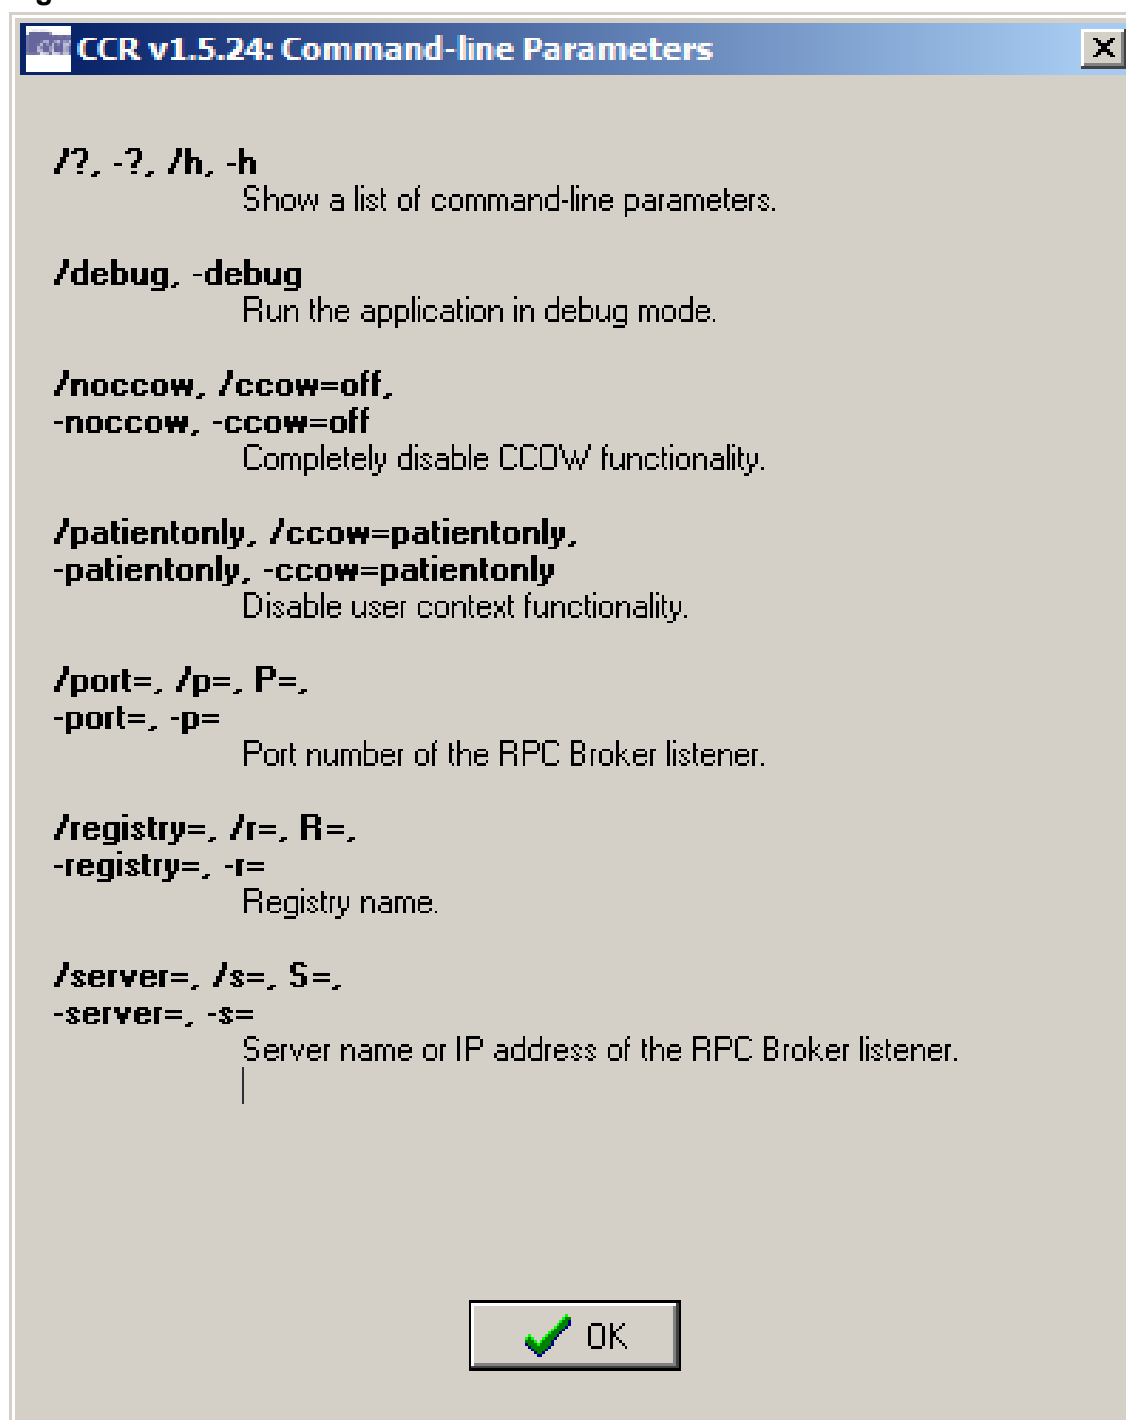 ccr CCR v1.5.24: Command-line Parameters
/?, -?, /h, -h
Show a list of command-line parameters.
/debug, -debug
Run the application in debug mode.
/noccow, /ccow=off,
-noccow, -ccow=off
Completely disable CCOW functionality.
/patientonly, /ccow=patientonly,
-patientonly, -ccow=patientonly
Disable user context functionality.
/port=, /p=, P=,
-port=, -p=
Port number of the RPC Broker listener.
/registry=, /r=, R=,
-registry=, -r=
Registry name.
/server=, /s=, S=,
-server=, -s=
Server name or IP address of the RPC Broker listener.
OK